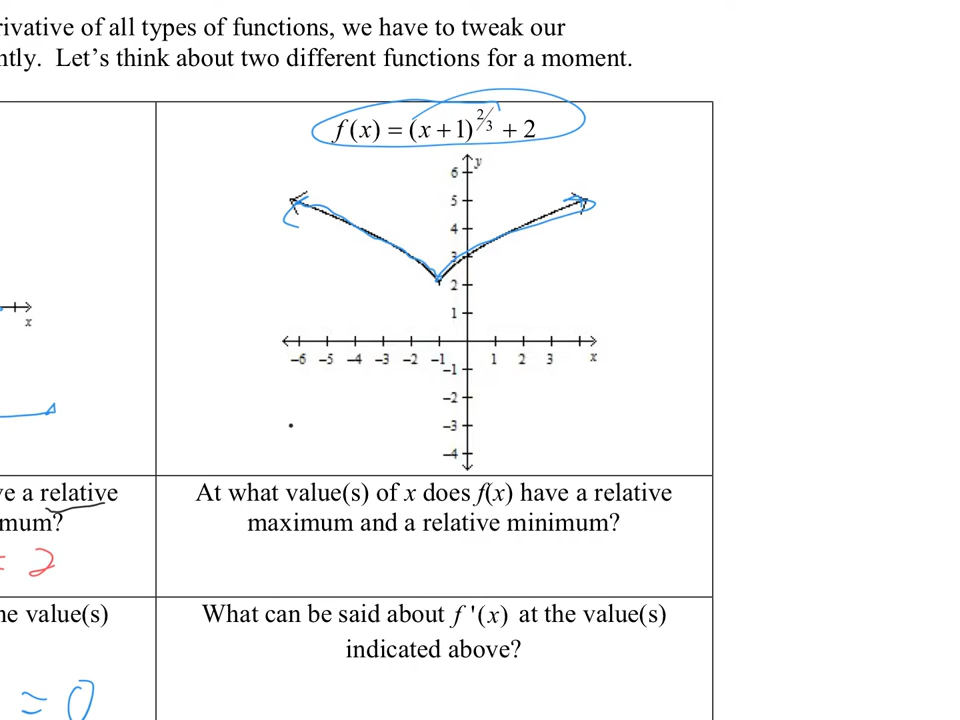 rivative of all types of functions, we have to tweak our
ntly. Let's think about two different functions for a moment.
f(x) = (x+1)^{2/3} + 2
y
6
5
4
3
2
1
-6 -5 -4 -3 -2 -1 1 2 3 x
-1
-2
-3
-4
x
ve a relative
mum?
= 2
he value(s)
= 0
At what value(s) of x does f(x) have a relative
maximum and a relative minimum?
What can be said about f '(x) at the value(s)
indicated above?